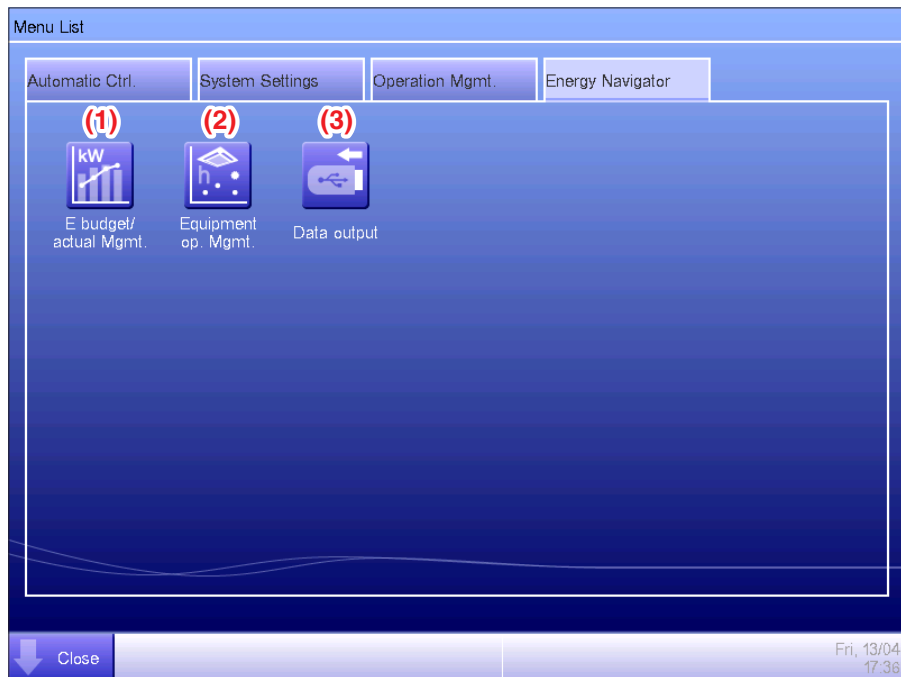 Menu List
Automatic Ctrl. System Settings Operation Mgmt. Energy Navigator
(1) (2) (3)
kW
h
E budget/ Equipment Data output
actual Mgmt. op. Mgmt.
Close Fri, 13/04
17:36